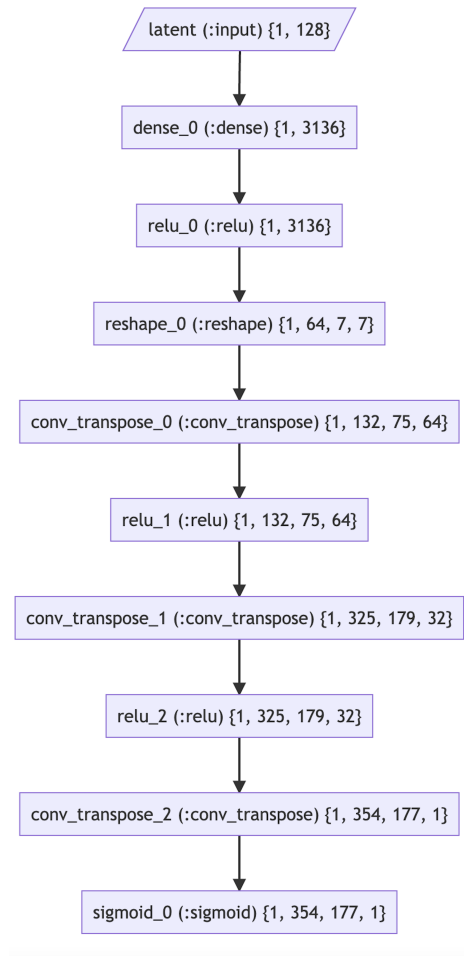 latent (:input) {1, 128}
dense_0 (:dense) {1, 3136}
relu_0 (:relu) {1, 3136}
reshape_0 (:reshape) {1, 64, 7, 7}
conv_transpose_0 (:conv_transpose) {1, 132, 75, 64}
relu_1 (:relu) {1, 132, 75, 64}
conv_transpose_1 (:conv_transpose) {1, 325, 179, 32}
relu_2 (:relu) {1, 325, 179, 32}
conv_transpose_2 (:conv_transpose) {1, 354, 177, 1}
sigmoid_0 (:sigmoid) {1, 354, 177, 1}